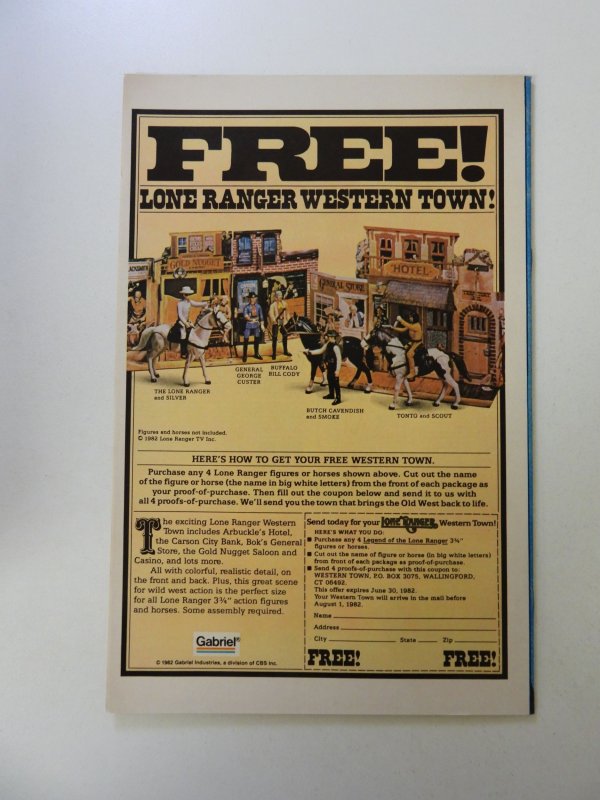 FREE!
LONE RANGER WESTERN TOWN!
GOLD NUGGET
HOTEL
GENERAL STORE
THE LONE RANGER
and SILVER
GENERAL
GEORGE
CUSTER
BUFFALO
BILL CODY
BUTCH CAVENDISH
and SMOKE
TONTO and SCOUT
Figures and horses not included.
© 1982 Lone Ranger TV Inc.
HERE'S HOW TO GET YOUR FREE WESTERN TOWN.
Purchase any 4 Lone Ranger figures or horses shown above. Cut out the name
of the figure or horse (the name in big white letters) from the front of each package as
your proof-of-purchase. Then fill out the coupon below and send it to us with
all 4 proofs-of-purchase. We'll send you the town that brings the Old West back to life.
The exciting Lone Ranger Western
Town includes Arbuckle's Hotel,
the Carson City Bank, Bok's General
Store, the Gold Nugget Saloon and
Casino, and lots more.
All with colorful, realistic detail, on
the front and back. Plus, this great scene
for wild west action is the perfect size
for all Lone Ranger 3¾" action figures
and horses. Some assembly required.
Gabriel®
© 1982 Gabriel Industries, a division of CBS Inc.
Send today for your LONE RANGER Western Town!
HERE'S WHAT YOU DO:
■ Purchase any 4 Legend of the Lone Ranger 3¾"
figures or horses.
■ Cut out the name of figure or horse (in big white letters)
from front of each package as proof-of-purchase.
■ Send 4 proofs-of-purchase with this coupon to:
WESTERN TOWN, P.O. BOX 3075, WALLINGFORD,
CT 06492.
This offer expires June 30, 1982.
Your Western Town will arrive in the mail before
August 1, 1982.
Name
Address
City State Zip
FREE! FREE!